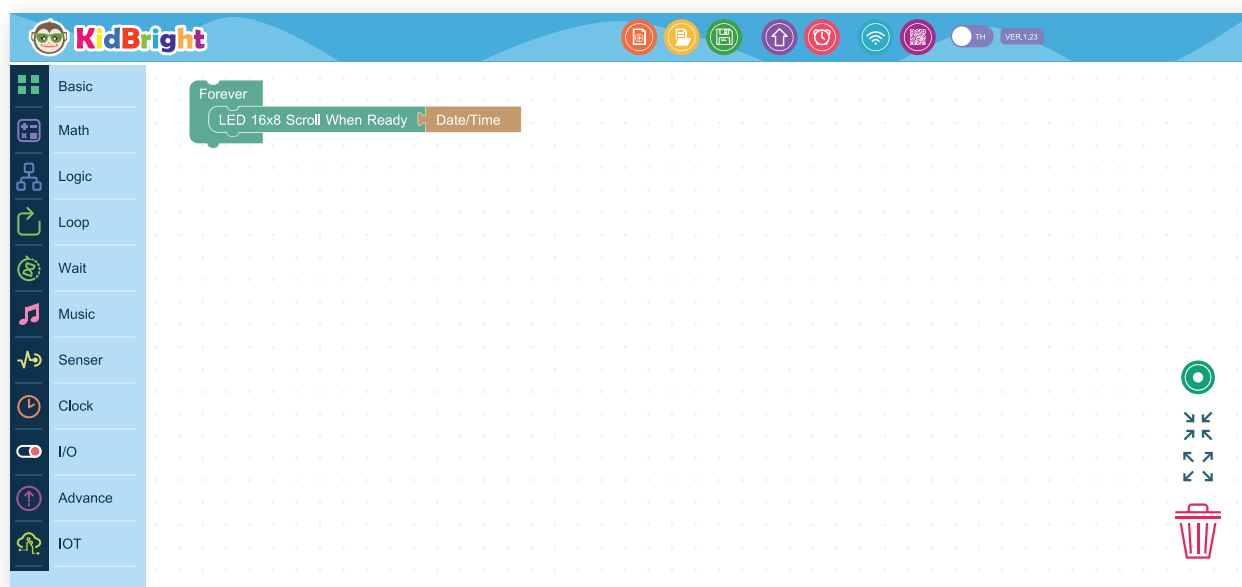 KidBright
TH
VER.1,23
Basic
Math
Logic
Loop
Wait
Music
Senser
Clock
I/O
Advance
IOT
Forever
LED 16x8 Scroll When Ready Date/Time